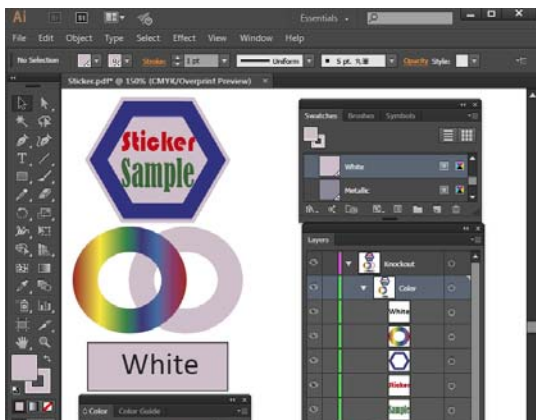 Ai Br St Essentials
File Edit Object Type Select Effect View Window Help
No Selection Stroke: 1 pt Uniform 5 pt. Opacity Style:
Sticker.pdf* @ 150% (CMYK/Overprint Preview) ×
Sticker
Sample
White
Color Color Guide
Swatches Brushes Symbols
White
Metallic
Layers
Knockout
Color
White
Sticker
Sample